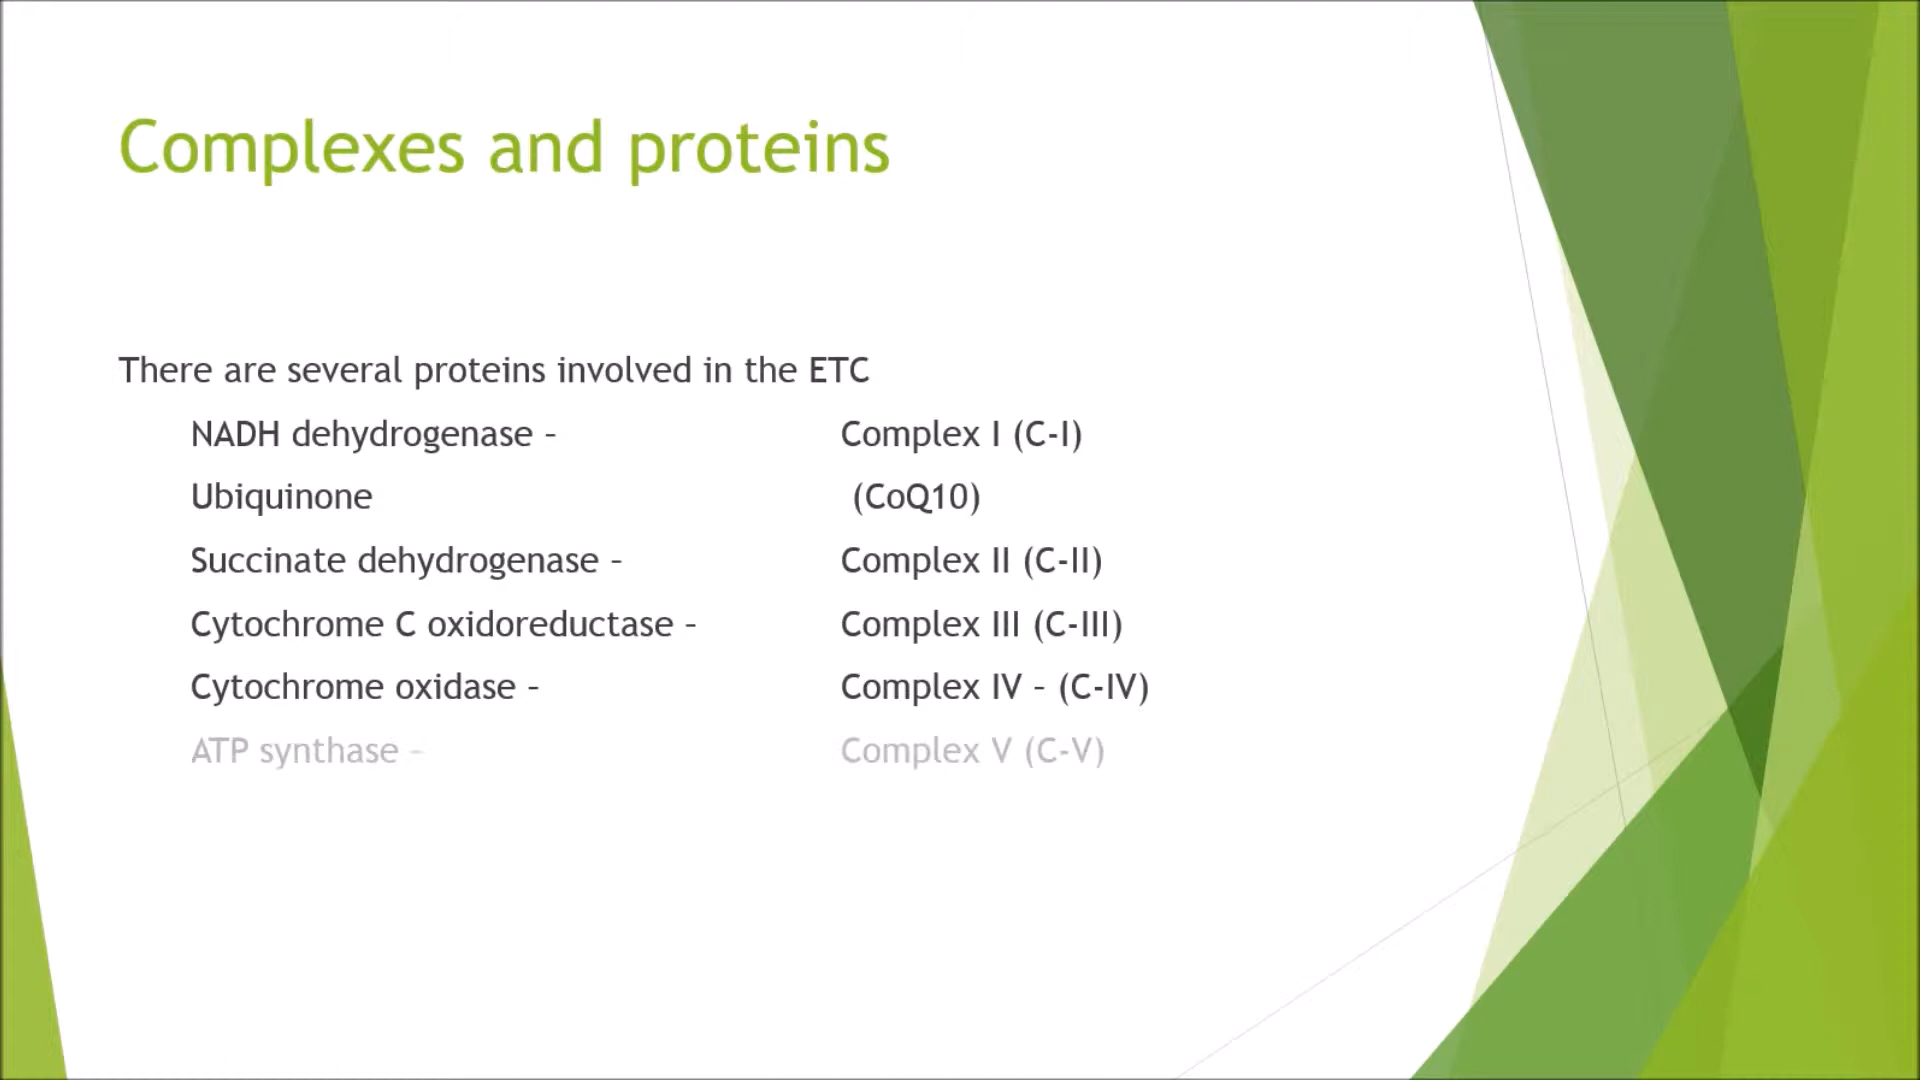 Complexes and proteins
There are several proteins involved in the ETC
NADH dehydrogenase – Complex I (C-I)
Ubiquinone (CoQ10)
Succinate dehydrogenase – Complex II (C-II)
Cytochrome C oxidoreductase – Complex III (C-III)
Cytochrome oxidase – Complex IV – (C-IV)
ATP synthase – Complex V (C-V)